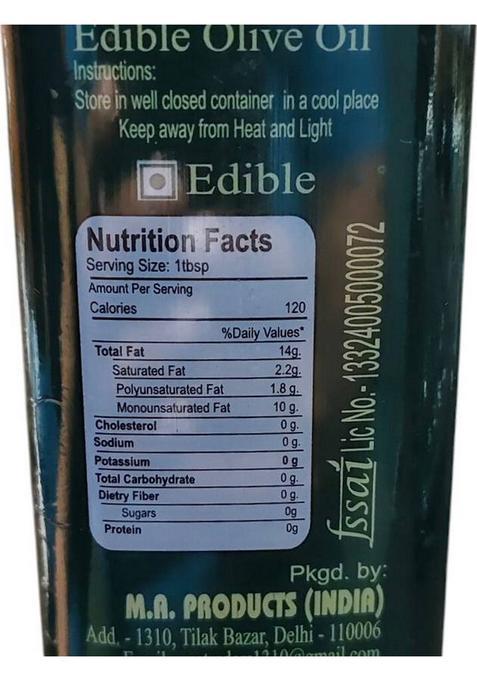 Edible Olive Oil
Instructions:
Store in well closed container in a cool place
Keep away from Heat and Light
Edible
Nutrition Facts
Serving Size: 1tbsp
Amount Per Serving
Calories 120
%Daily Values*
Total Fat 14g.
Saturated Fat 2.2g.
Polyunsaturated Fat 1.8 g.
Monounsaturated Fat 10 g.
Cholesterol 0 g.
Sodium 0 g.
Potassium 0 g
Total Carbohydrate 0 g.
Dietry Fiber 0 g.
Sugars 0g
Protein 0g
fssai Lic No.- 13324005000072
Pkgd. by:
M.A. PRODUCTS (INDIA)
Add. - 1310, Tilak Bazar, Delhi - 110006